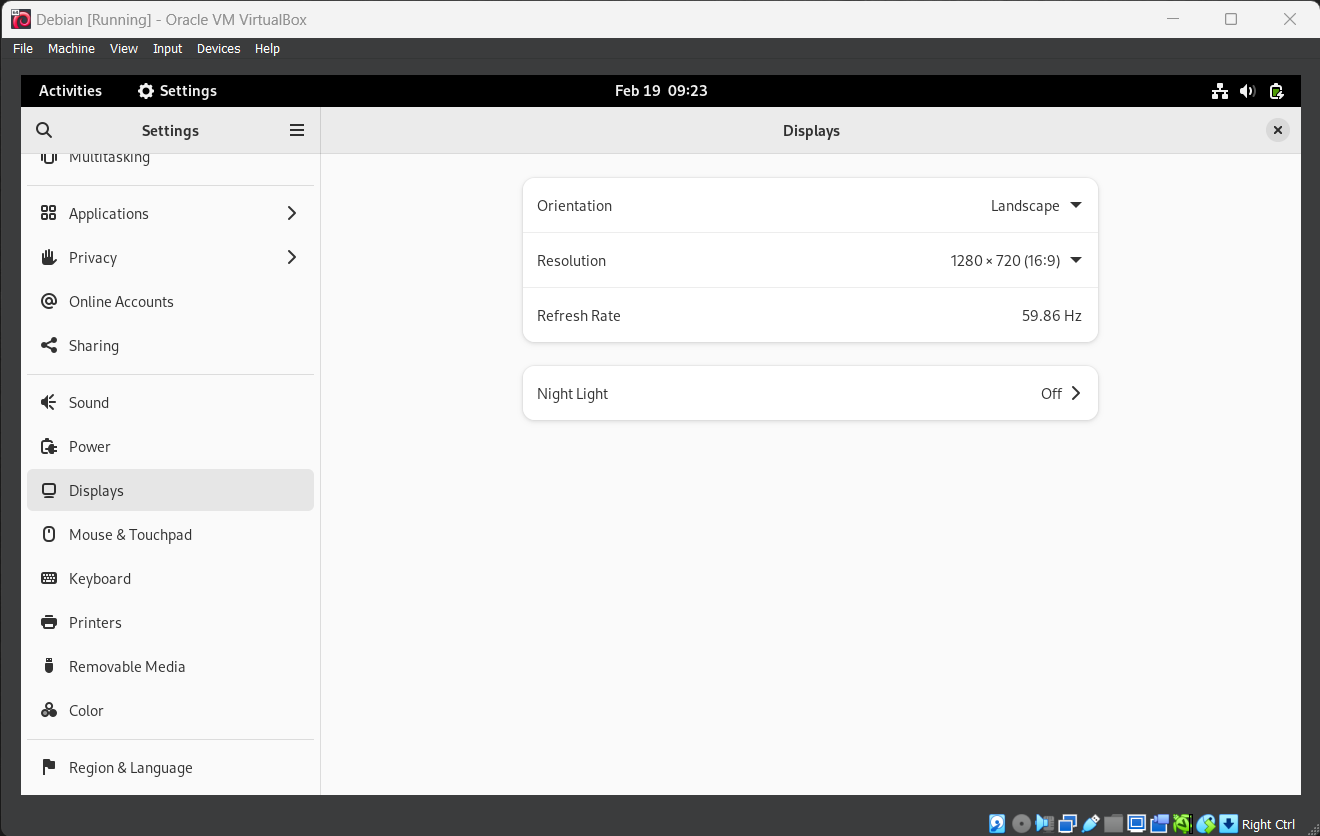 Debian [Running] - Oracle VM VirtualBox
File Machine View Input Devices Help
Activities Settings Feb 19 09:23
Settings Displays
Multitasking
Applications
Privacy
Online Accounts
Sharing
Sound
Power
Displays
Mouse & Touchpad
Keyboard
Printers
Removable Media
Color
Region & Language
Orientation Landscape
Resolution 1280 × 720 (16:9)
Refresh Rate 59.86 Hz
Night Light Off
Right Ctrl